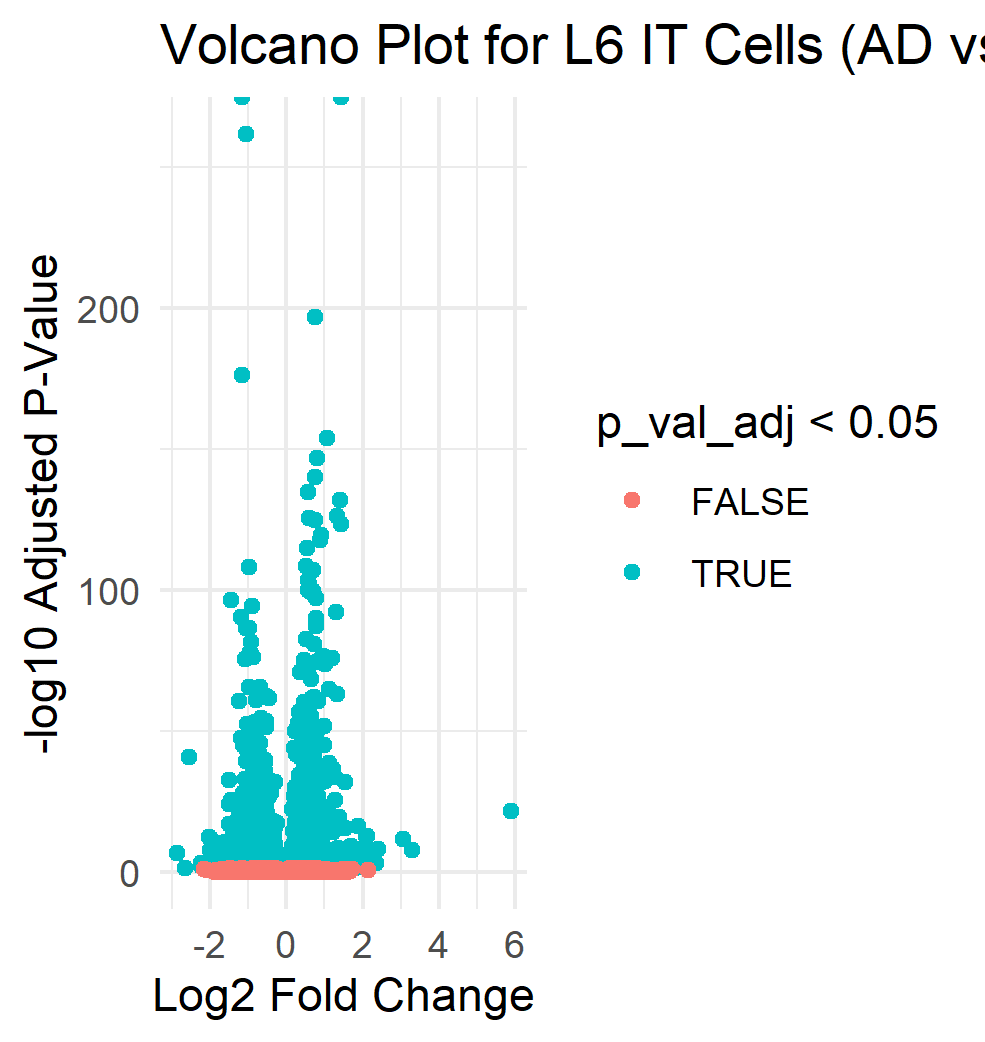 Volcano Plot for L6 IT Cells (AD vs
-log10 Adjusted P-Value
200
100
0
-2 0 2 4 6
Log2 Fold Change
p_val_adj < 0.05
FALSE
TRUE